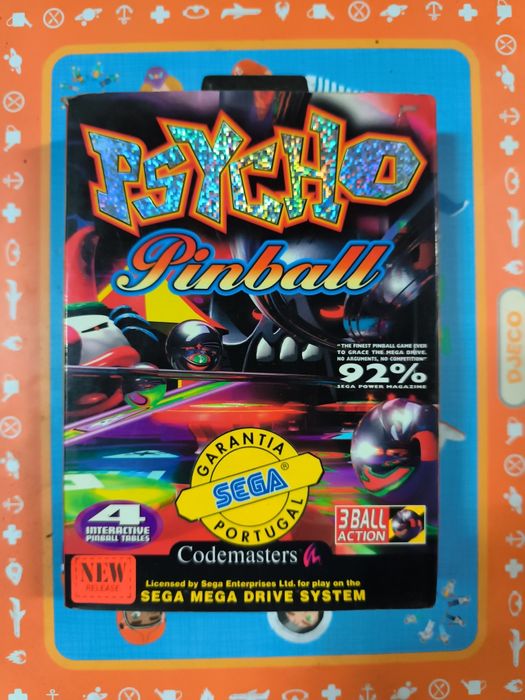 PSYCHO
Pinball
"THE FINEST PINBALL GAME EVER
TO GRACE THE MEGA DRIVE.
NO ARGUMENTS, NO COMPETITION"
92%
SEGA POWER MAGAZINE
GARANTIA
SEGA®
PORTUGAL
4
INTERACTIVE
PINBALL TABLES
3 BALL
ACTION
Codemasters
NEW
RELEASE
Licensed by Sega Enterprises Ltd. for play on the
SEGA MEGA DRIVE SYSTEM